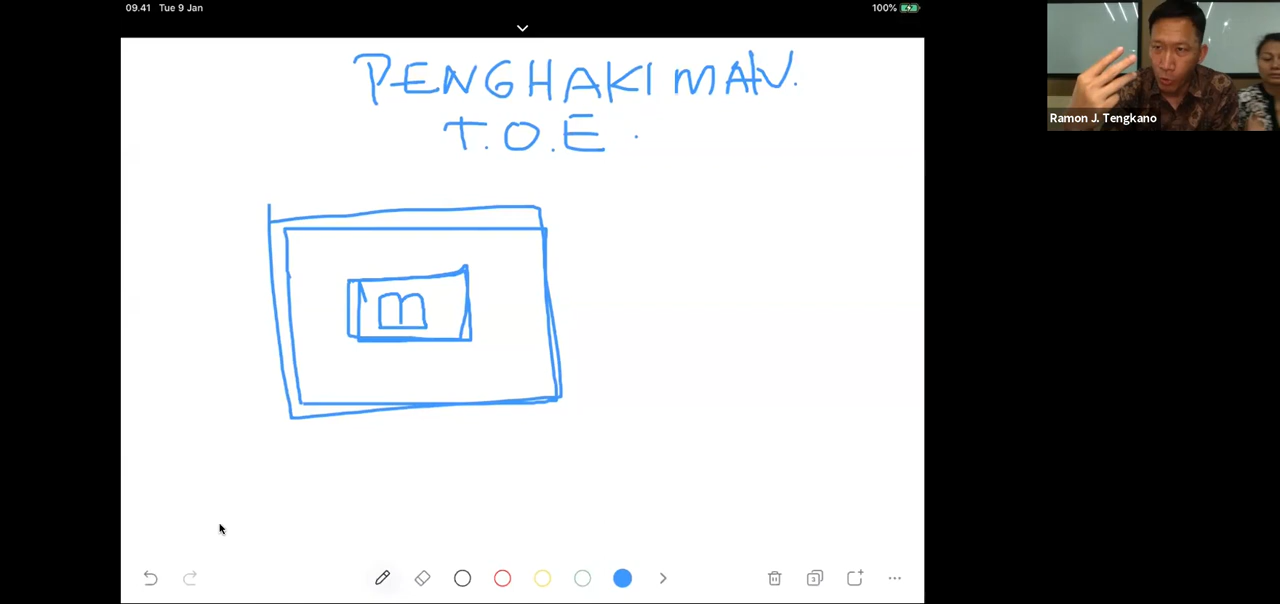 09.41 Tue 9 Jan
100%
PENGHAKIMAN.
T.O.E.
m
Ramon J. Tengkano